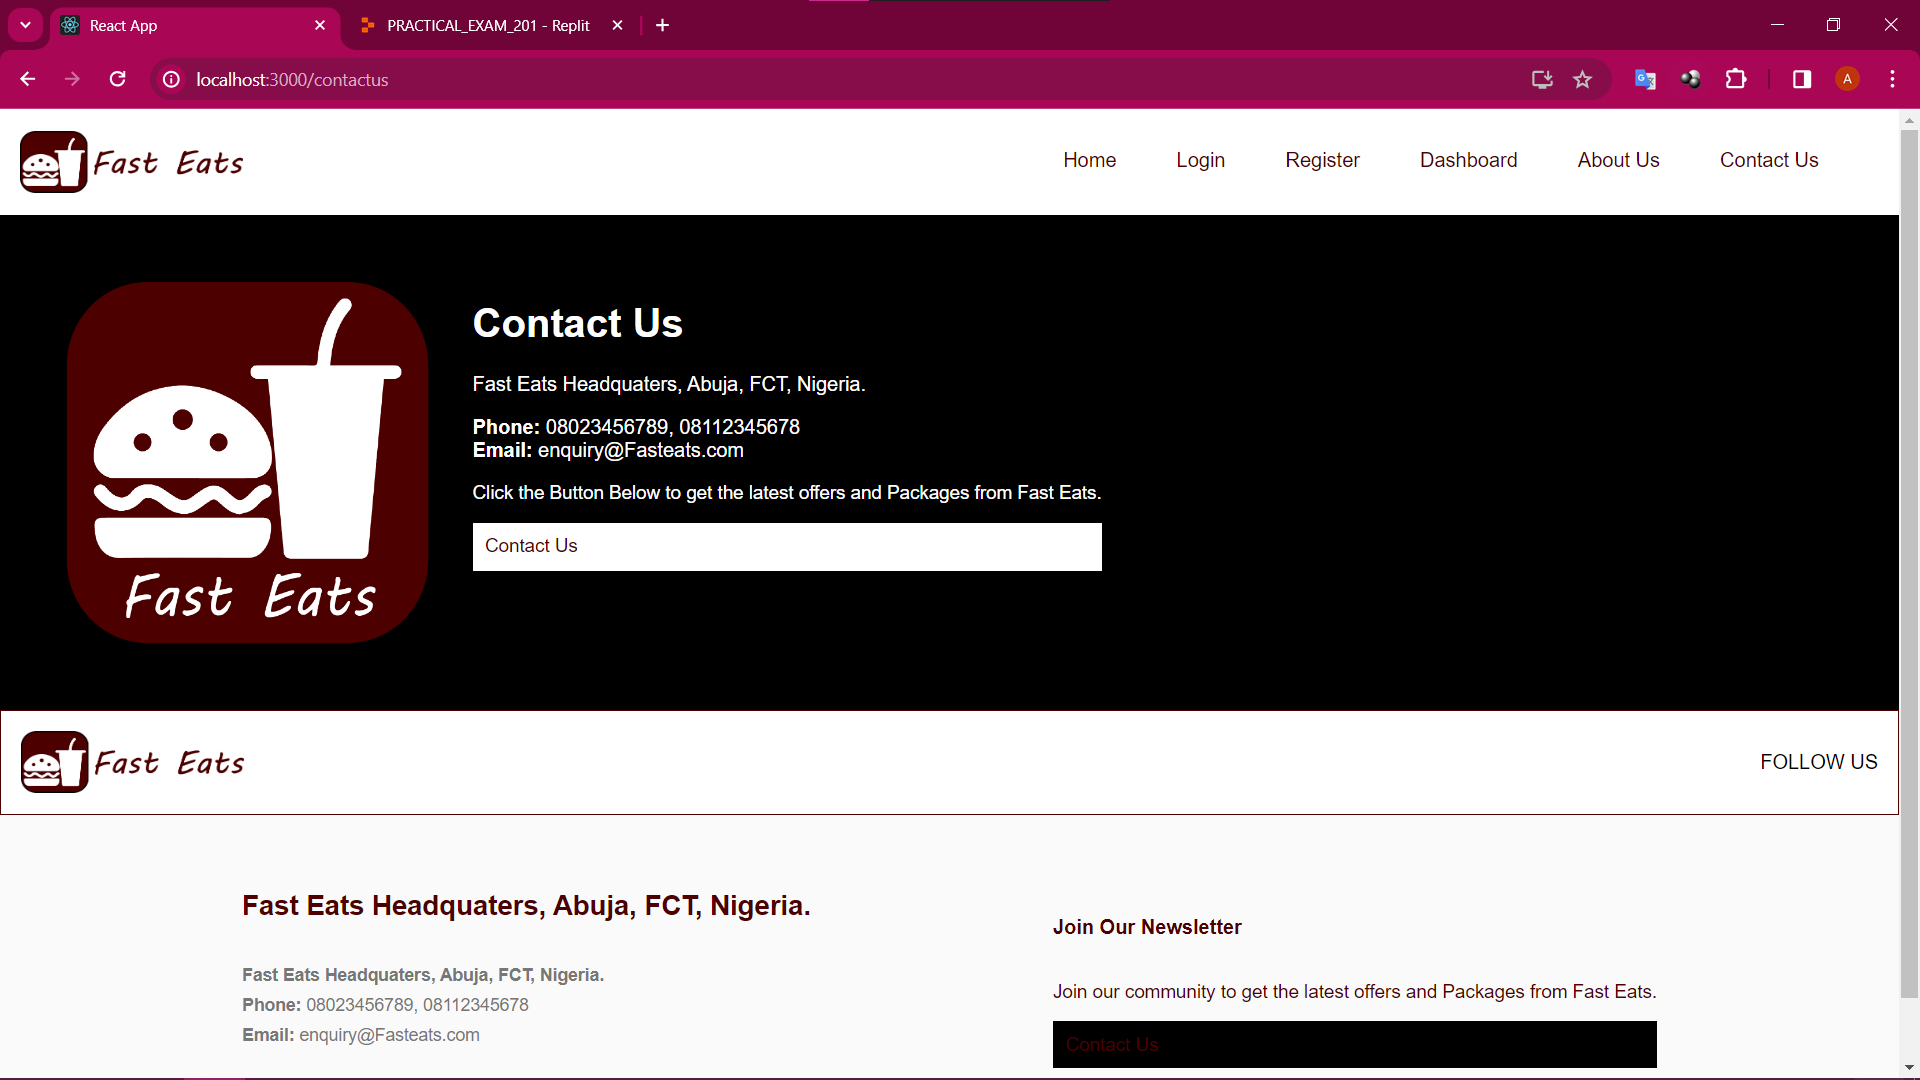 React App
PRACTICAL_EXAM_201 - Replit
localhost:3000/contactus
A
Fast Eats
Home
Login
Register
Dashboard
About Us
Contact Us
Fast Eats
Contact Us
Fast Eats Headquaters, Abuja, FCT, Nigeria.
Phone: 08023456789, 08112345678
Email: enquiry@Fasteats.com
Click the Button Below to get the latest offers and Packages from Fast Eats.
Contact Us
Fast Eats
FOLLOW US
Fast Eats Headquaters, Abuja, FCT, Nigeria.
Fast Eats Headquaters, Abuja, FCT, Nigeria.
Phone: 08023456789, 08112345678
Email: enquiry@Fasteats.com
Join Our Newsletter
Join our community to get the latest offers and Packages from Fast Eats.
Contact Us